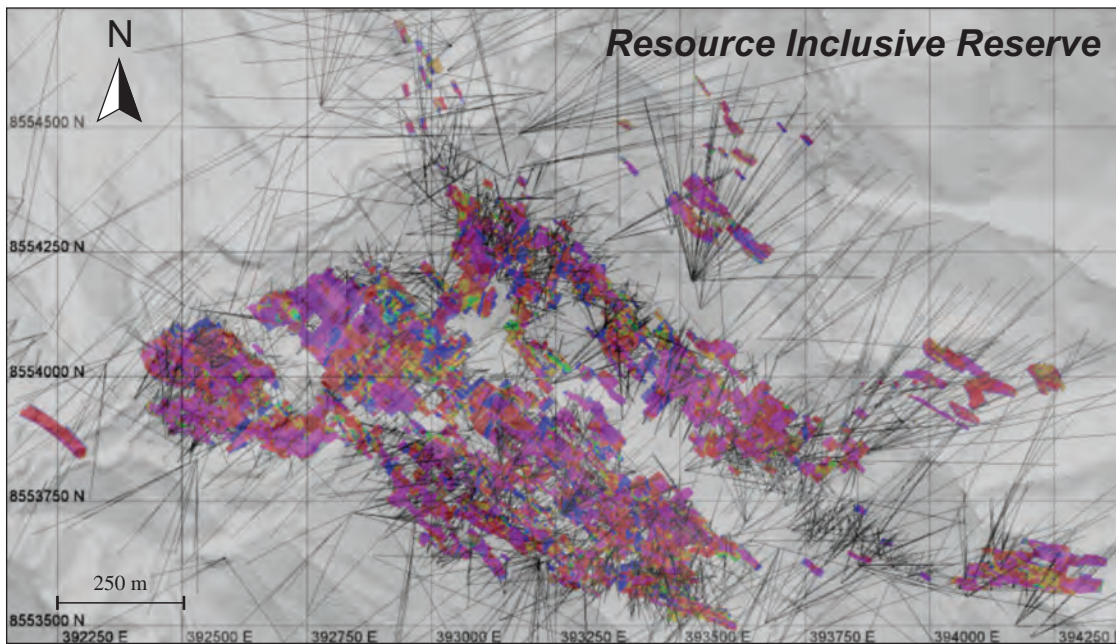 N
Resource Inclusive Reserve
8554500 N
8554250 N
8554000 N
8553750 N
250 m
8553500 N
392250 E 392500 E 392750 E 393000 E 393250 E 393500 E 393750 E 394000 E 394250